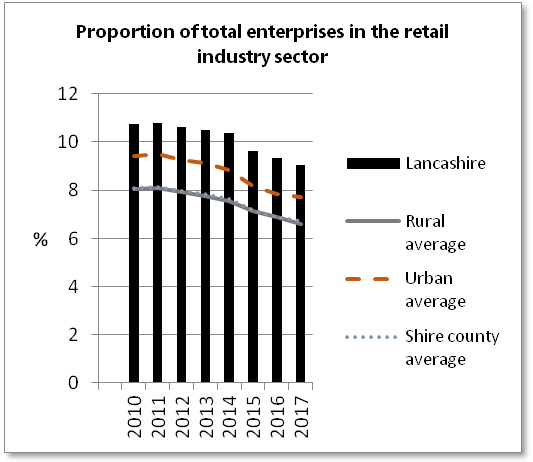 Proportion of total enterprises in the retail
industry sector
12
10
8
6
4
2
0
%
2010
2011
2012
2013
2014
2015
2016
2017
Lancashire
Rural
average
Urban
average
Shire county
average